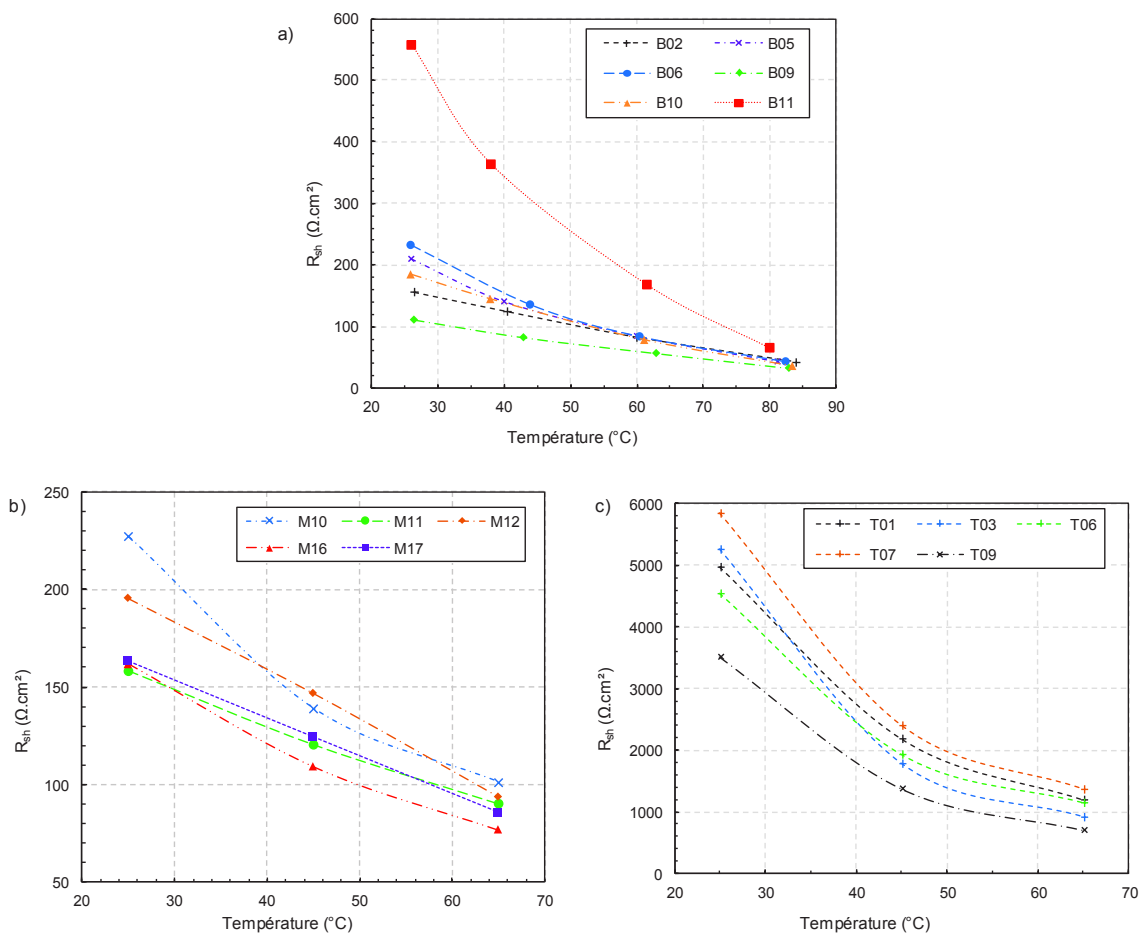 a)
600
500
400
300
200
100
0
R_sh (Ω.cm²)
B02 B05
B06 B09
B10 B11
20 30 40 50 60 70 80 90
Température (°C)
b)
250
200
150
100
50
R_sh (Ω.cm²)
M10 M11 M12
M16 M17
20 30 40 50 60 70
Température (°C)
c)
6000
5000
4000
3000
2000
1000
0
R_sh (Ω.cm²)
T01 T03 T06
T07 T09
20 30 40 50 60 70
Température (°C)